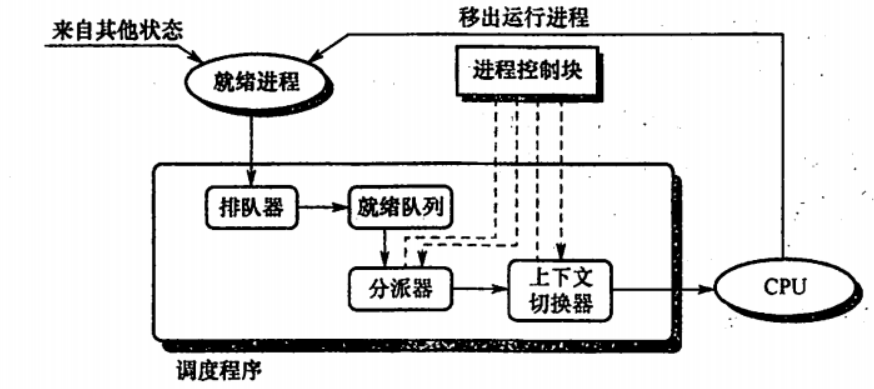 移出运行进程
来自其他状态
就绪进程
进程控制块
排队器
就绪队列
分派器
上下文
切换器
CPU
调度程序